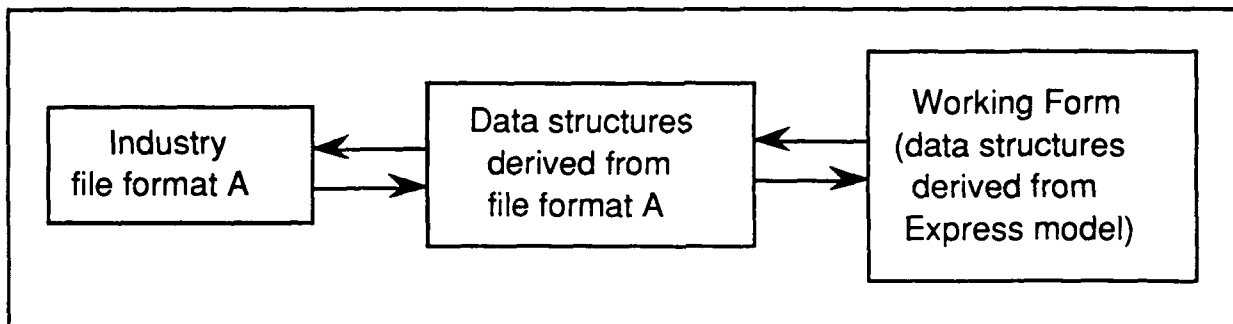 Industry
file format A
Data structures
derived from
file format A
Working Form
(data structures
derived from
Express model)